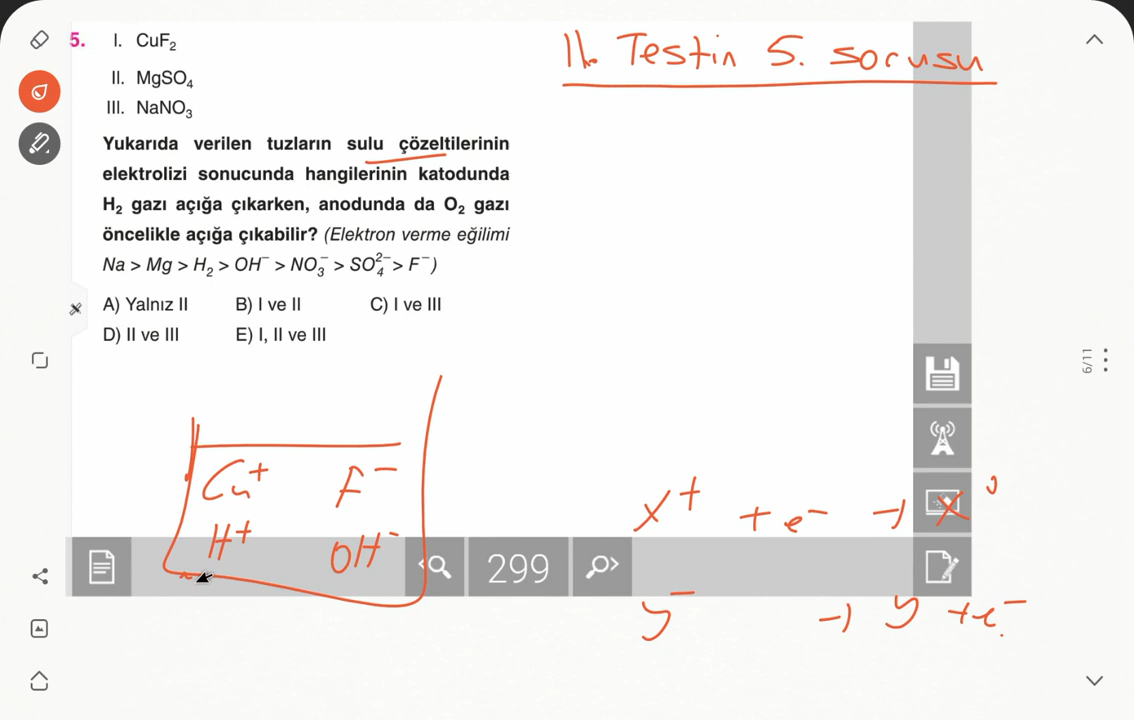 5. I. CuF₂
II. MgSO₄
III. NaNO₃
Yukarıda verilen tuzların sulu çözeltilerinin
elektrolizi sonucunda hangilerinin katodunda
H₂ gazı açığa çıkarken, anodunda da O₂ gazı
öncelikle açığa çıkabilir? (Elektron verme eğilimi
Na > Mg > H₂ > OH⁻ > NO₃⁻ > SO₄²⁻ > F⁻)
A) Yalnız II B) I ve II C) I ve III
D) II ve III E) I, II ve III
11. Testin 5. sorusu
Cu⁺ F⁻
H⁺ OH⁻
X⁺ + e⁻ → X⁰
y⁻ → y + e⁻
299
6/11